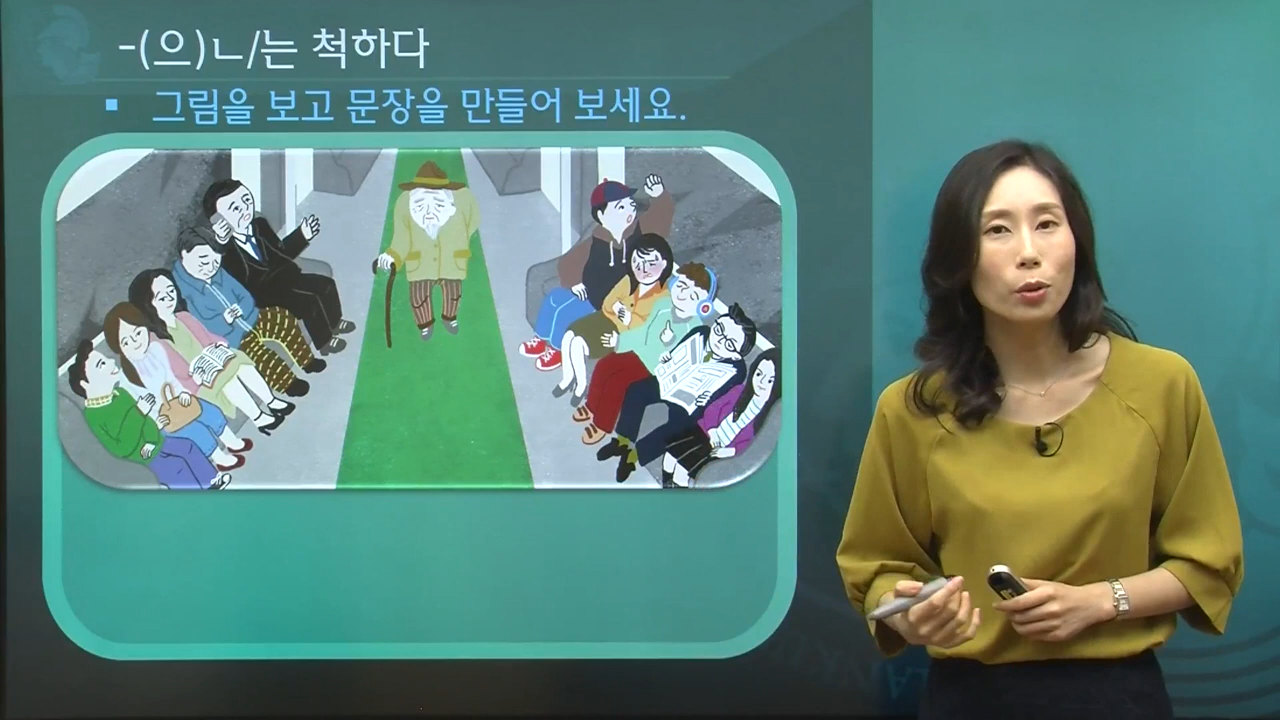 -(으)ㄴ/는 척하다
▪ 그림을 보고 문장을 만들어 보세요.